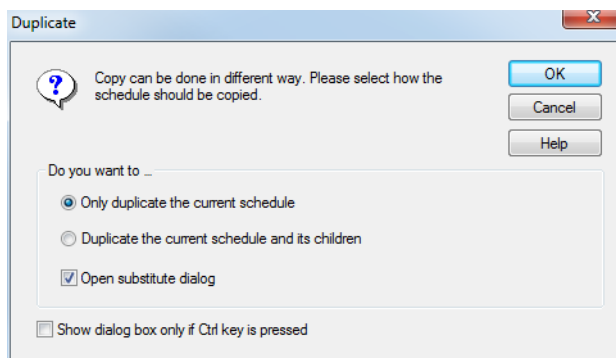 Duplicate
Copy can be done in different way. Please select how the
schedule should be copied.
OK
Cancel
Help
Do you want to ...
Only duplicate the current schedule
Duplicate the current schedule and its children
Open substitute dialog
Show dialog box only if Ctrl key is pressed